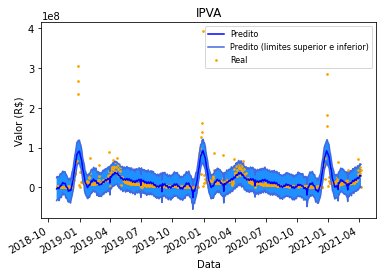 IPVA
1e8
Predito
Predito (limites superior e inferior)
Real
4
3
2
1
0
Valor (R$)
2018-10
2019-01
2019-04
2019-07
2019-10
2020-01
2020-04
2020-07
2020-10
2021-01
2021-04
Data